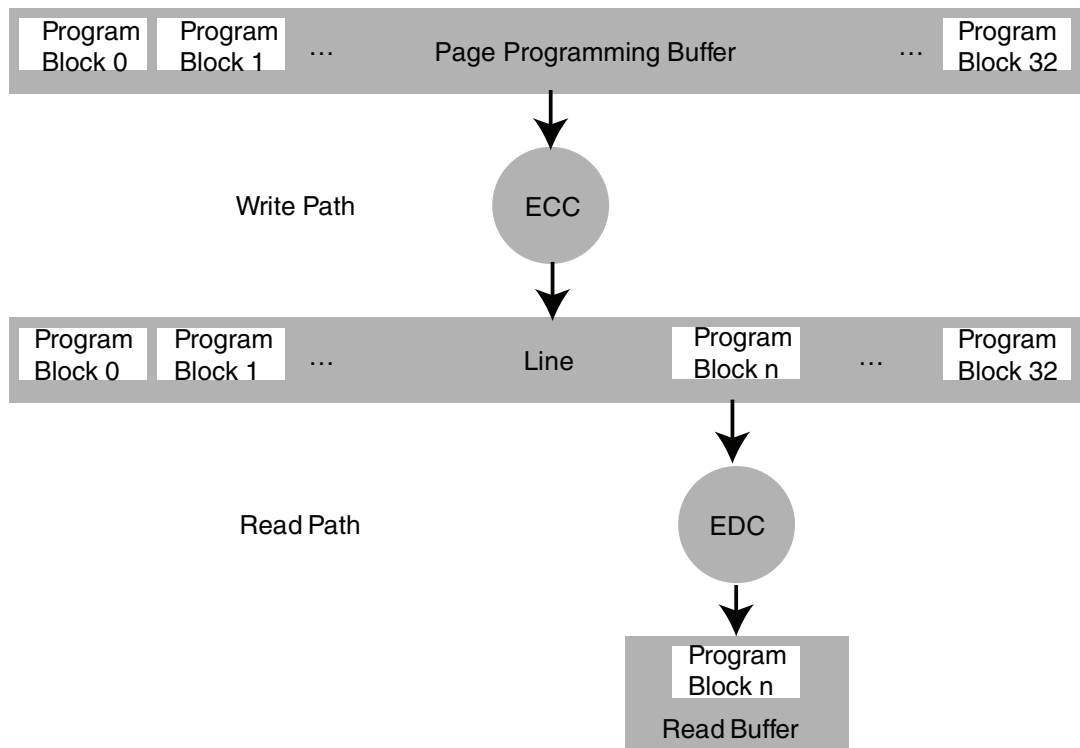 Program Program Program
Block 0 Block 1 … Page Programming Buffer … Block 32
Write Path ECC
Program Program Program Program
Block 0 Block 1 … Line Block n … Block 32
Read Path EDC
Program
Block n
Read Buffer